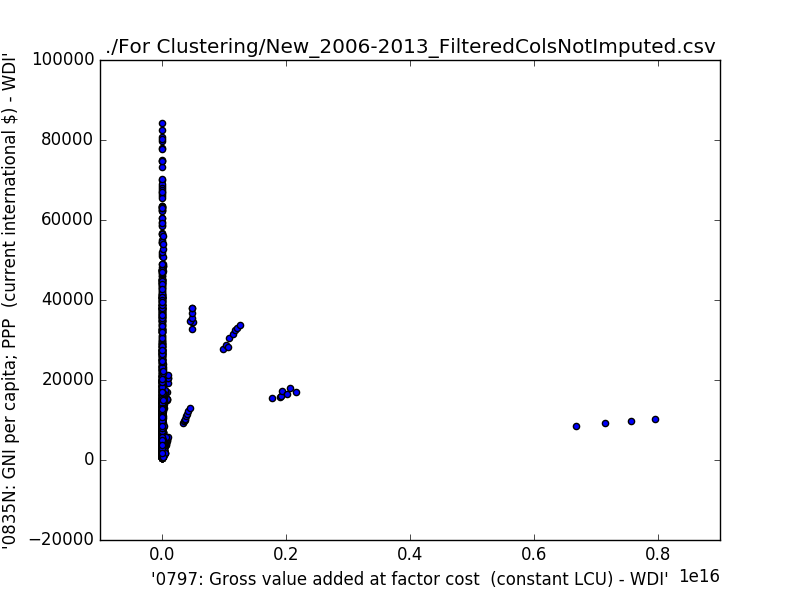 ./For Clustering/New_2006-2013_FilteredColsNotImputed.csv
'0835N: GNI per capita; PPP  (current international $) - WDI'
100000
80000
60000
40000
20000
0
−20000
0.0 0.2 0.4 0.6 0.8
1e16
'0797: Gross value added at factor cost  (constant LCU) - WDI'